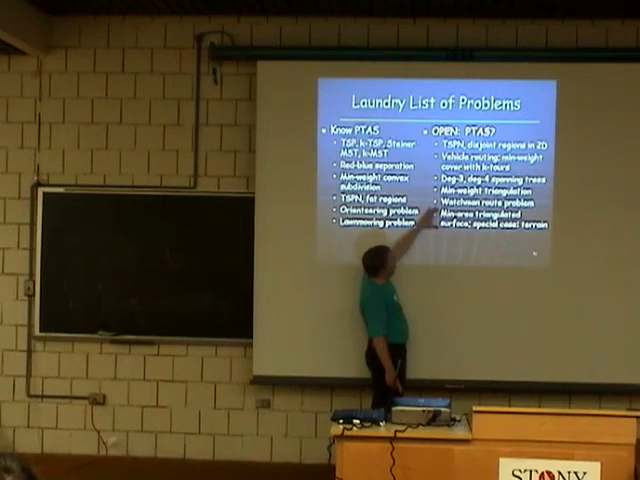 Laundry List of Problems
Know PTAS
TSP, k-TSP, Steiner
MST, k-MST
Red-blue separation
Min-weight convex
subdivision
TSPN, fat regions
Orienteering problem
Lawnmowing problem
OPEN: PTAS?
TSPN, disjoint regions in 2D
Vehicle routing; min-weight
cover with k-tours
Deg-3, deg-4 spanning trees
Min-weight triangulation
Watchman route problem
Min-area triangulated
surface; special case: terrain
STONY